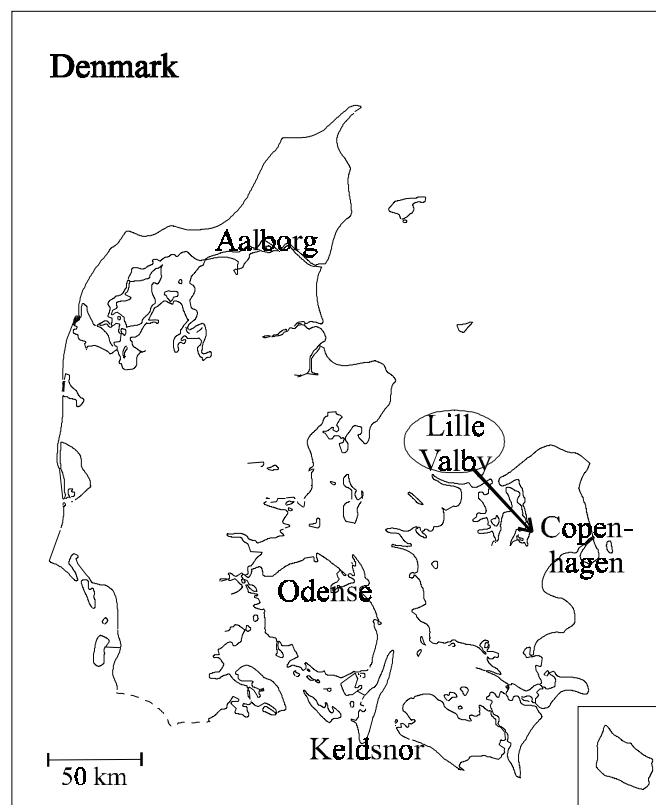 Denmark
Aalborg
Lille
Valby
Copen-
hagen
Odense
Keldsnor
50 km